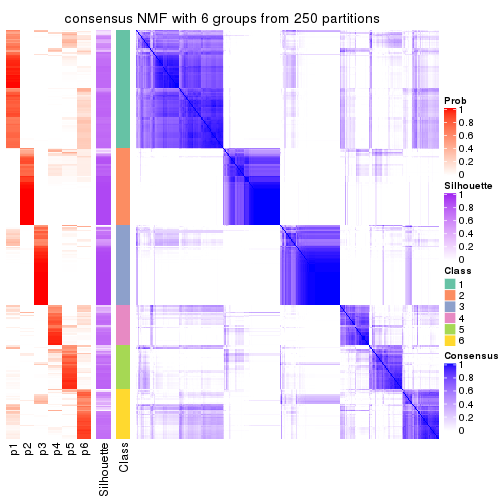 consensus NMF with 6 groups from 250 partitions
Prob
1
0.8
0.6
0.4
0.2
0
Silhouette
1
0.8
0.6
0.4
0.2
0
Class
1
2
3
4
5
6
Consensus
1
0.8
0.6
0.4
0.2
0
p1
p2
p3
p4
p5
p6
Silhouette
Class